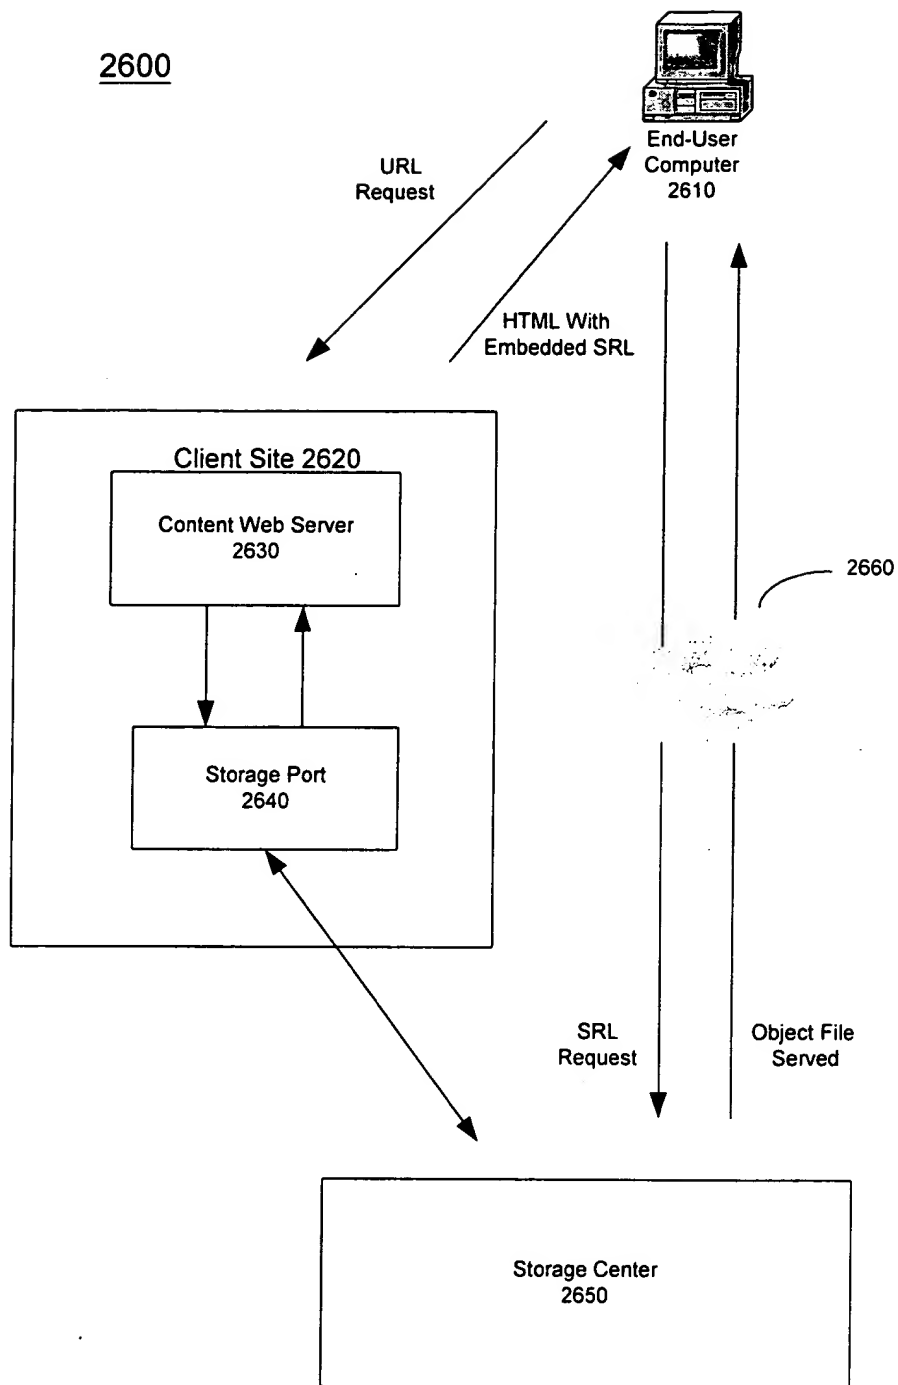 2600
End-User
Computer
2610
URL
Request
HTML With
Embedded SRL
Client Site 2620
Content Web Server
2630
2660
Storage Port
2640
SRL
Request
Object File
Served
Storage Center
2650